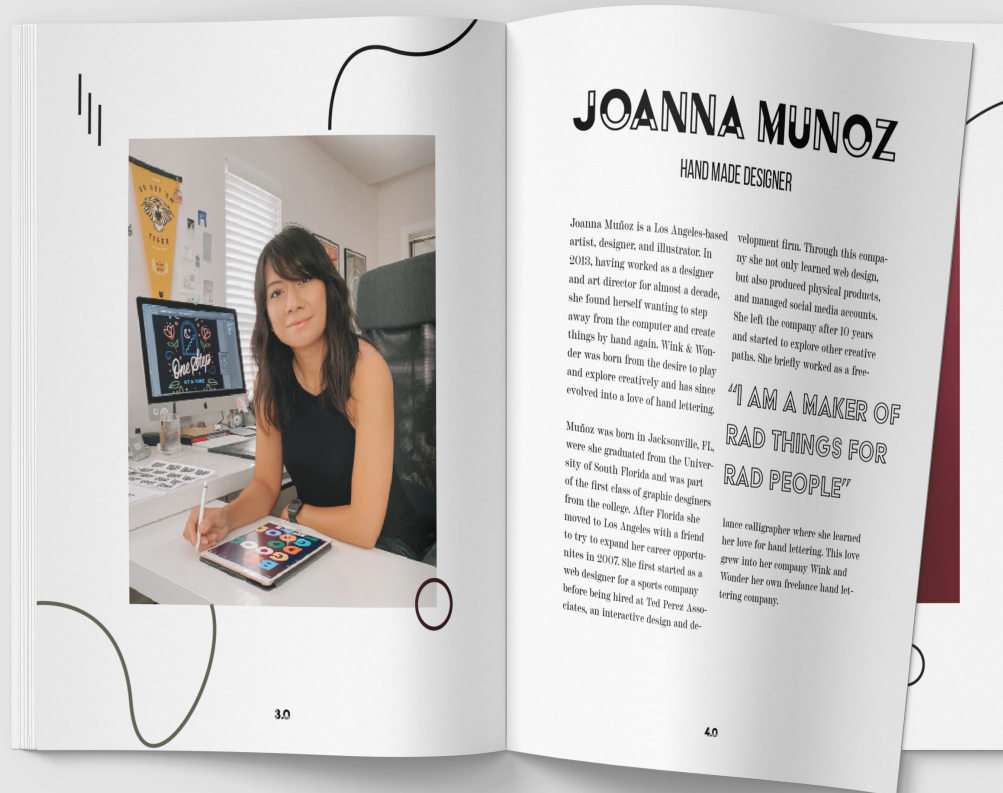 GO GET 'EM
TIGER
One Step
AT A TIME
3.0
JOANNA MUNOZ
HAND MADE DESIGNER
Joanna Muñoz is a Los Angeles-based
artist, designer, and illustrator. In
2013, having worked as a designer
and art director for almost a decade,
she found herself wanting to step
away from the computer and create
things by hand again. Wink & Won-
der was born from the desire to play
and explore creatively and has since
evolved into a love of hand lettering.
Muñoz was born in Jacksonville, FL,
were she graduated from the Univer-
sity of South Florida and was part
of the first class of graphic desginers
from the college. After Florida she
moved to Los Angeles with a friend
to try to expand her career opportu-
nites in 2007. She first started as a
web designer for a sports company
before being hired at Ted Perez Asso-
ciates, an interactive design and de-
velopment firm. Through this compa-
ny she not only learned web design,
but also produced physical products,
and managed social media accounts.
She left the company after 10 years
and started to explore other creative
paths. She briefly worked as a free-
“I AM A MAKER OF
RAD THINGS FOR
RAD PEOPLE”
lance calligrapher where she learned
her love for hand lettering. This love
grew into her company Wink and
Wonder her own freelance hand let-
tering company.
4.0